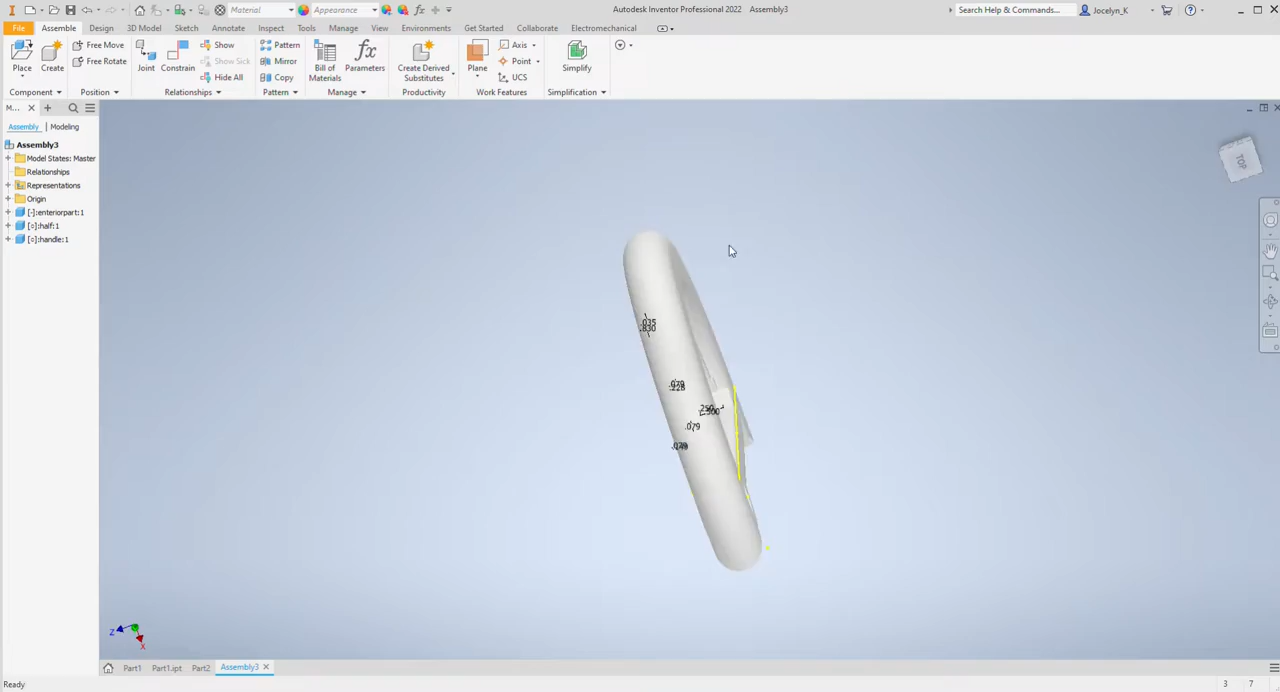 Material
Appearance
Autodesk Inventor Professional 2022 Assembly3
Search Help & Commands...
Jocelyn_K
File
Assemble
Design
3D Model
Sketch
Annotate
Inspect
Tools
Manage
View
Environments
Get Started
Collaborate
Electromechanical
Place
Create
Free Move
Free Rotate
Joint
Constrain
Show
Show Sick
Hide All
Pattern
Mirror
Copy
Bill of Materials
Parameters
Create Derived Substitutes
Plane
Axis
Point
UCS
Simplify
Component
Position
Relationships
Pattern
Manage
Productivity
Work Features
Simplification
M...
Assembly
Modeling
Assembly3
Model States: Master
Relationships
Representations
Origin
[-]:enteriorpart:1
[o]:half:1
[o]:handle:1
TOP
.079
Z
X
Part1
Part1.ipt
Part2
Assembly3
Ready
3 7